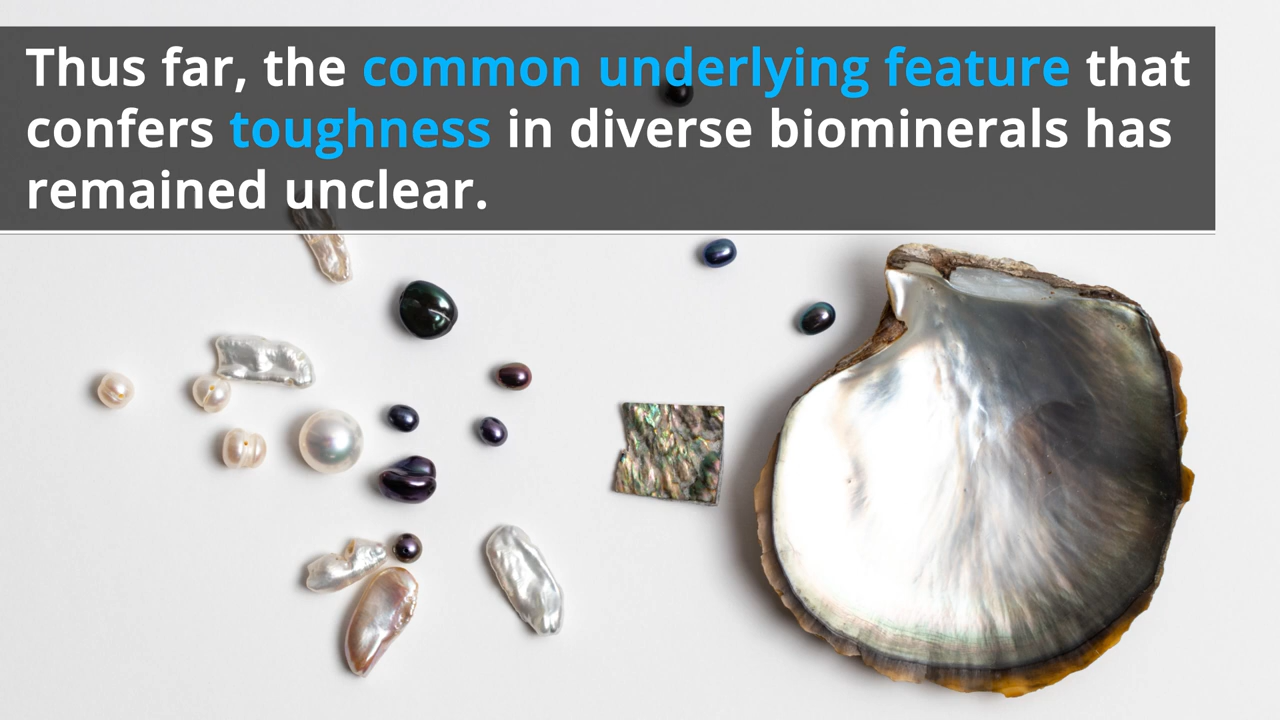 Thus far, the common underlying feature that
confers toughness in diverse biominerals has
remained unclear.